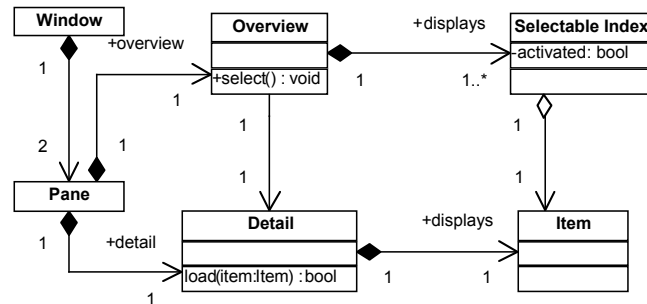 Window
Overview
Selectable Index
+overview
+displays
-activated: bool
+select() : void
1
1
1
1..*
1
1
1
2
1
Pane
1
1
Detail
Item
1
+detail
+displays
load(item:Item) : bool
1
1
1